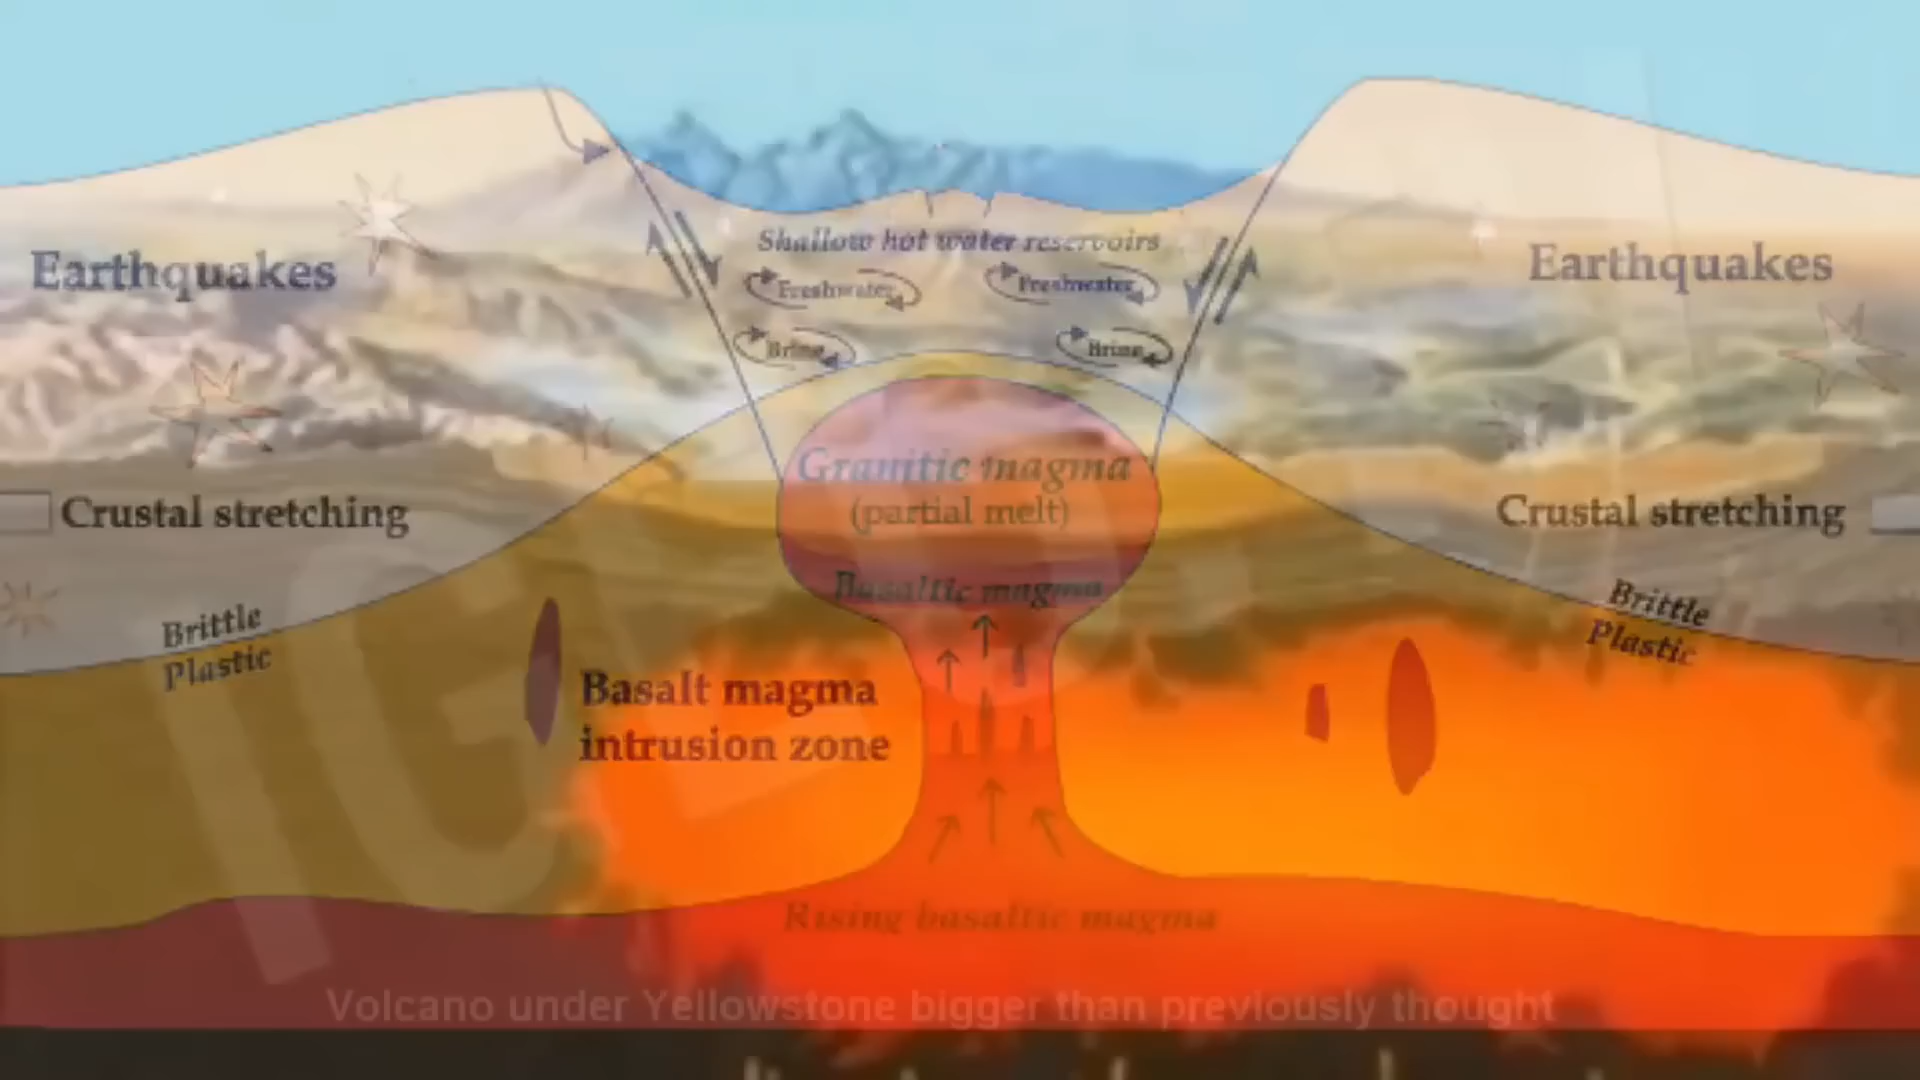 Shallow hot water reservoirs
Earthquakes
Earthquakes
Freshwater
Freshwater
Brine
Brine
Granitic magma
(partial melt)
Crustal stretching
Crustal stretching
Basaltic magma
Brittle
Plastic
Brittle
Plastic
Basalt magma
intrusion zone
Rising basaltic magma
Volcano under Yellowstone bigger than previously thought